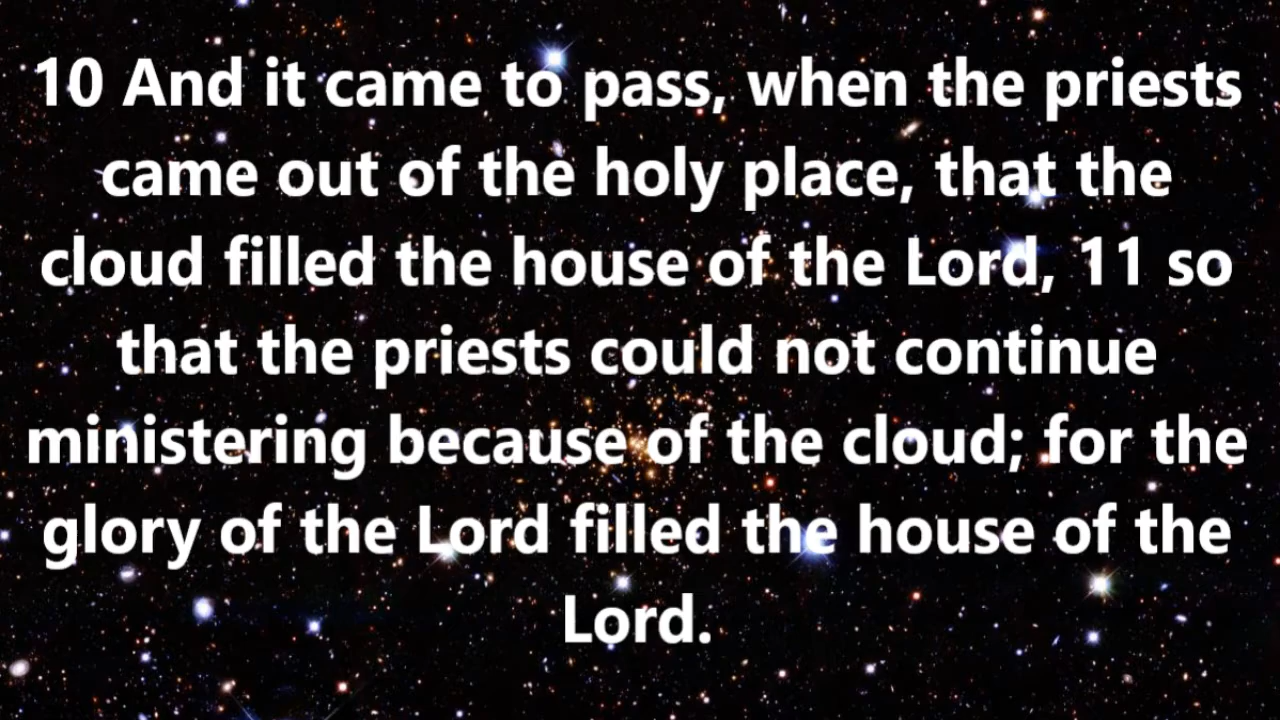 10 And it came to pass, when the priests
came out of the holy place, that the
cloud filled the house of the Lord, 11 so
that the priests could not continue
ministering because of the cloud; for the
glory of the Lord filled the house of the
Lord.